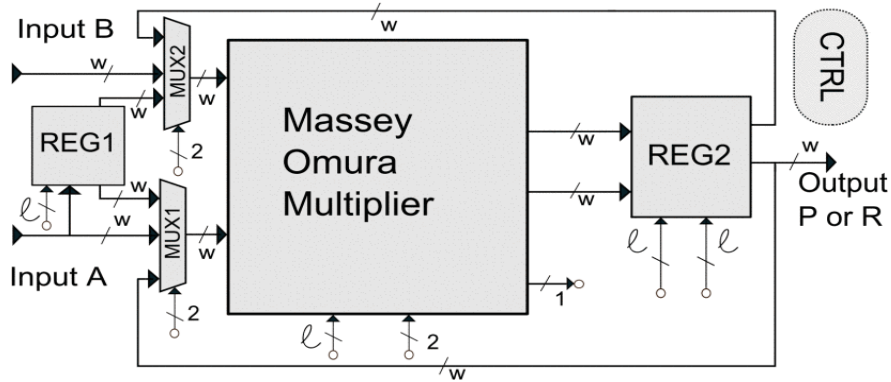 w
Input B
w
MUX2
w
w
2
REG1
ℓ
w
w
MUX1
w
Input A
2
Massey
Omura
Multiplier
ℓ
2
1
w
w
REG2
ℓ
ℓ
CTRL
w
Output
P or R
w